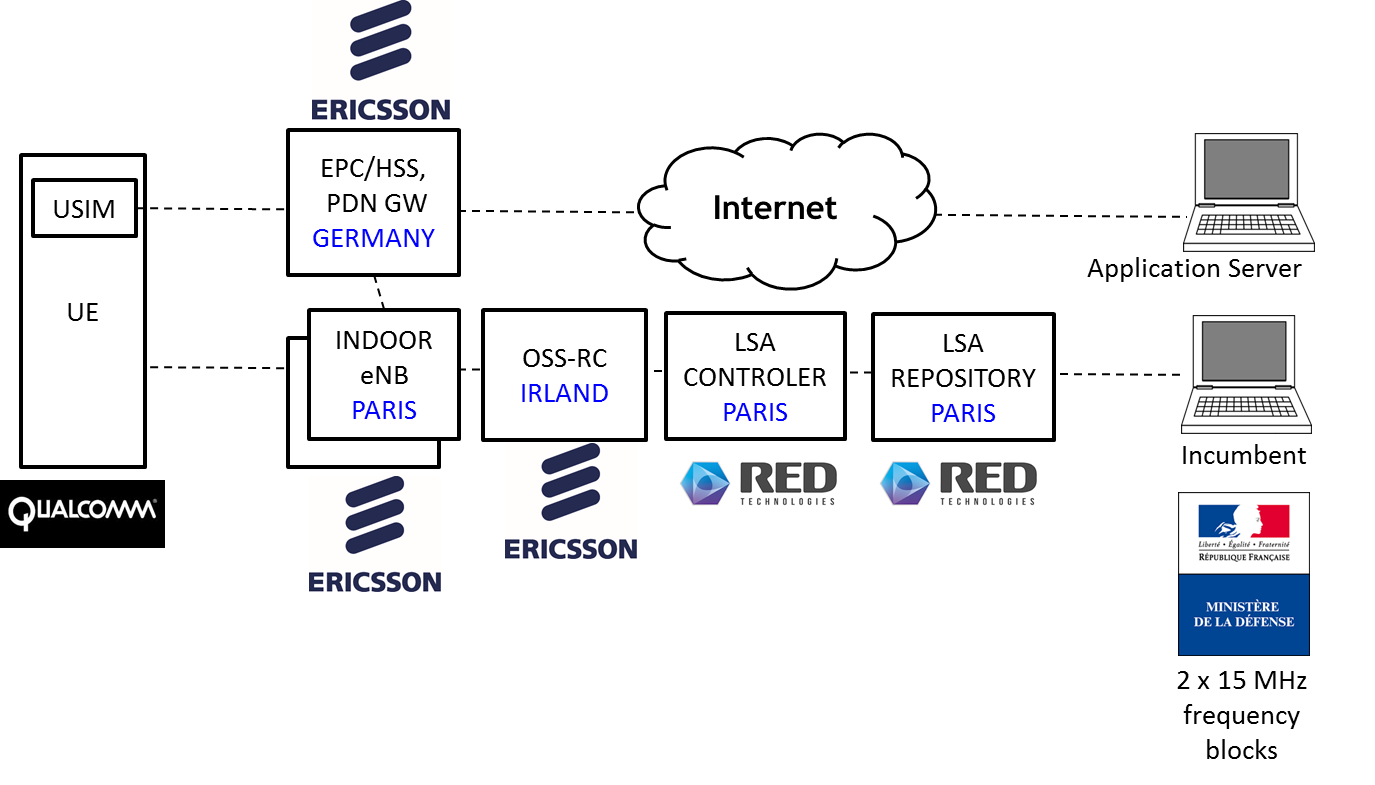 ERICSSON
EPC/HSS,
PDN GW
GERMANY
USIM
UE
QUALCOMM®
Internet
Application Server
INDOOR
eNB
PARIS
ERICSSON
OSS-RC
IRLAND
ERICSSON
LSA
CONTROLER
PARIS
RED
TECHNOLOGIES
LSA
REPOSITORY
PARIS
RED
TECHNOLOGIES
Incumbent
Liberté • Égalité • Fraternité
RÉPUBLIQUE FRANÇAISE
MINISTÈRE
DE LA DÉFENSE
2 x 15 MHz
frequency
blocks